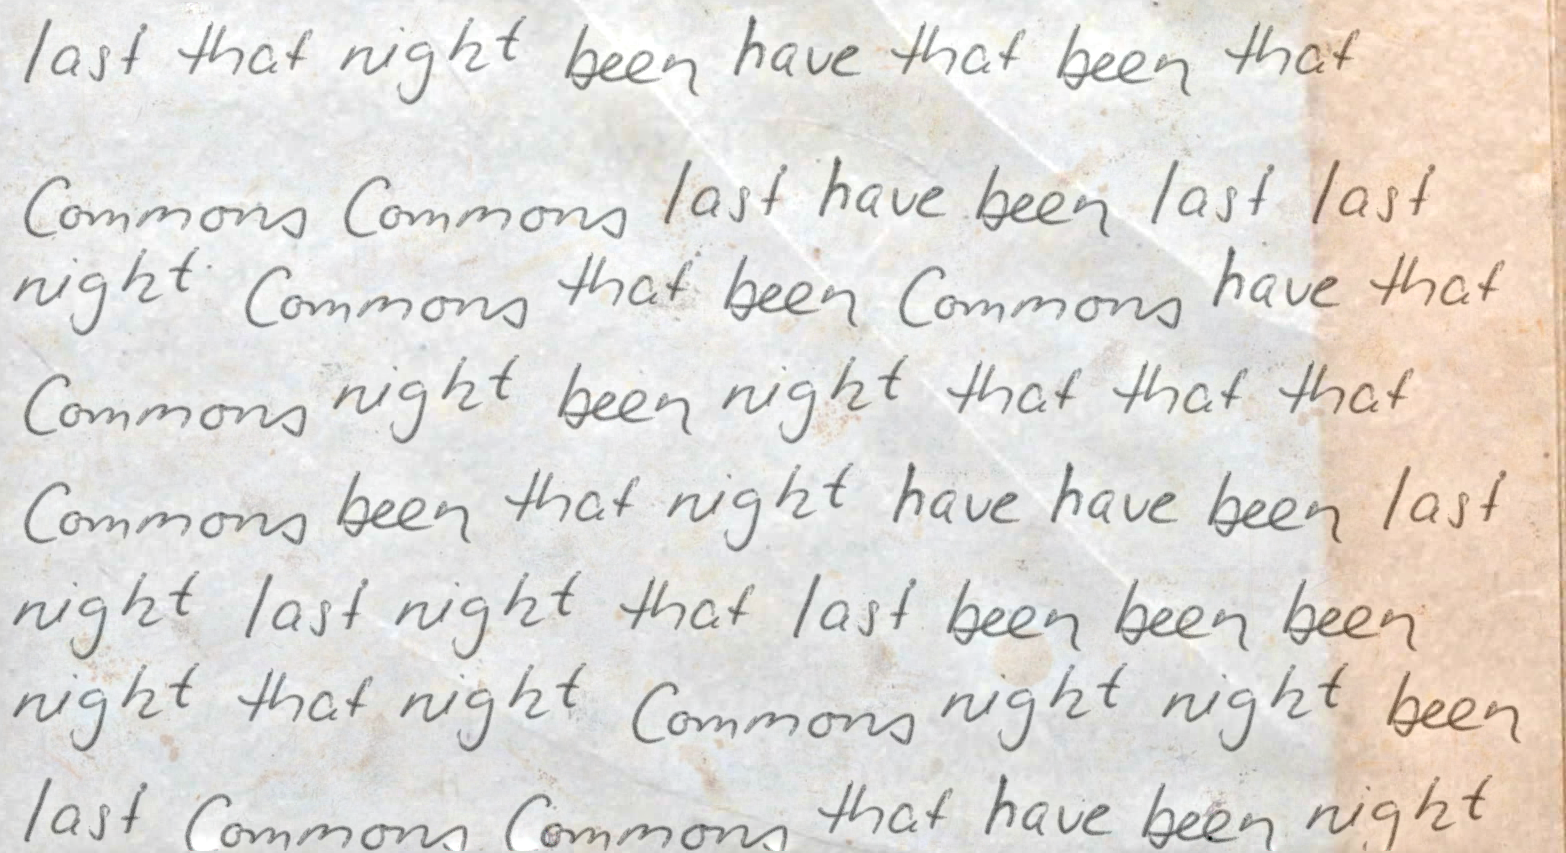 last that night been have that been that
Commons Commons last have been last last
night Commons that been Commons have that
Commons night been night that that that
Commons been that night have have been last
night last night that last been been been
night that night Commons night night been
last Commons Commons that have been night